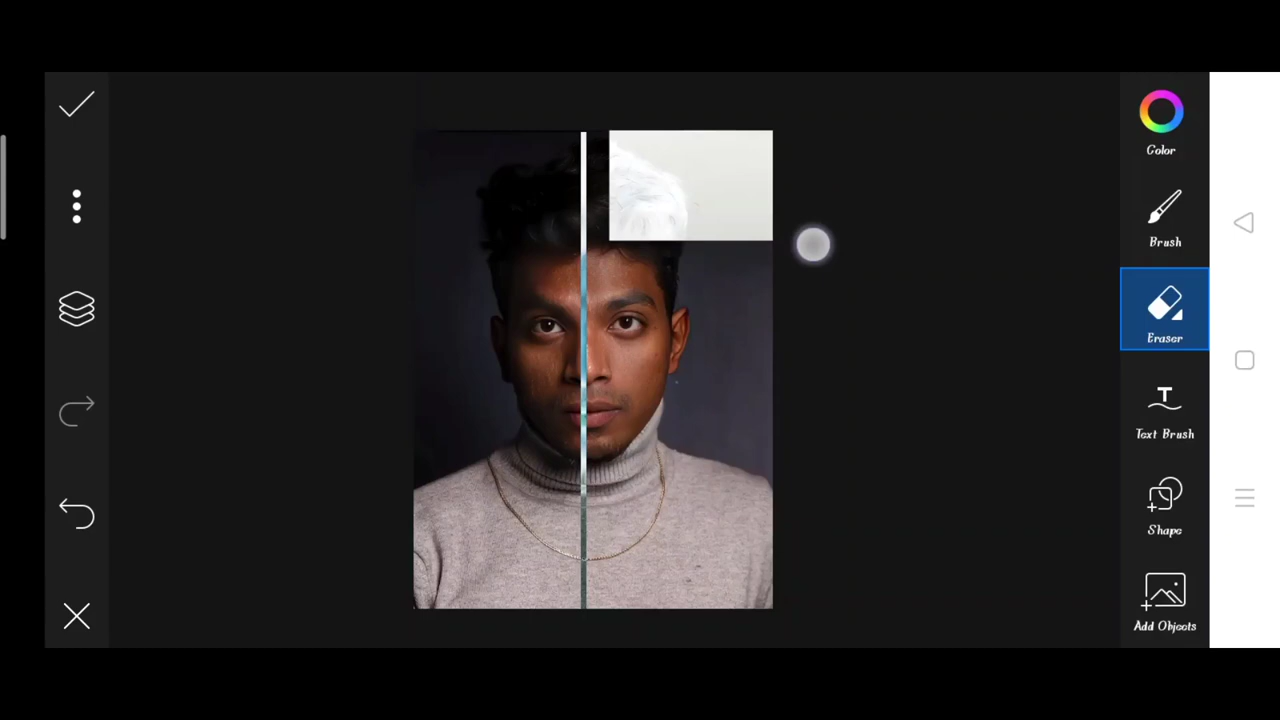 Color
Brush
Eraser
Text Brush
Shape
Add Objects